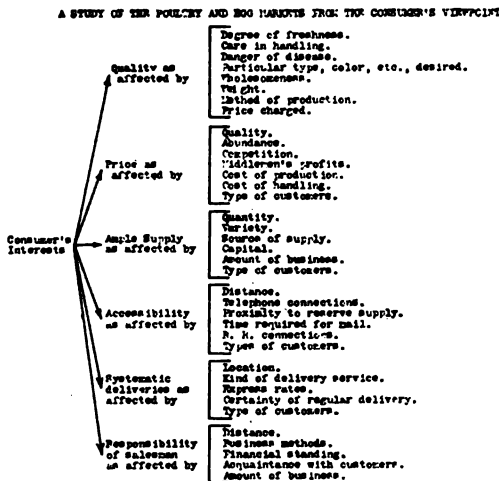 A STUDY OF THE POULTRY AND EGG MARKETS FROM THE CONSUMER'S VIEWPOINT
Consumer's
Interests
Quality as
affected by
Degree of freshness.
Care in handling.
Danger of disease.
Particular type, color, etc., desired.
Wholesomeness.
Weight.
Method of production.
Price charged.
Price as
affected by
Quality.
Abundance.
Competition.
Middlemen's profits.
Cost of production.
Cost of handling.
Type of customers.
Ample Supply
as affected by
Quantity.
Variety.
Source of supply.
Capital.
Amount of business.
Type of customers.
Accessibility
as affected by
Distance.
Telephone connections.
Proximity to reserve supply.
Time required for mail.
R. R. connections.
Types of customers.
Systematic
deliveries as
affected by
Location.
Kind of delivery service.
Express rates.
Certainty of regular delivery.
Type of customers.
Responsibility
of salesman
as affected by
Distance.
Business methods.
Financial standing.
Acquaintance with customers.
Amount of business.